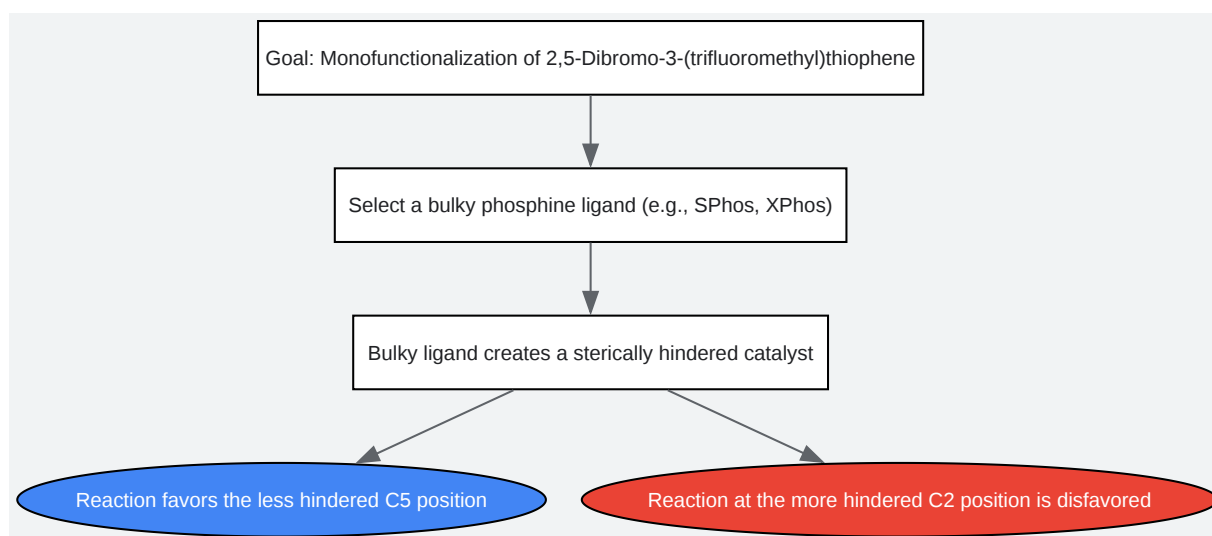 Goal: Monofunctionalization of 2,5-Dibromo-3-(trifluoromethyl)thiophene
Select a bulky phosphine ligand (e.g., SPhos, XPhos)
Bulky ligand creates a sterically hindered catalyst
Reaction favors the less hindered C5 position
Reaction at the more hindered C2 position is disfavored